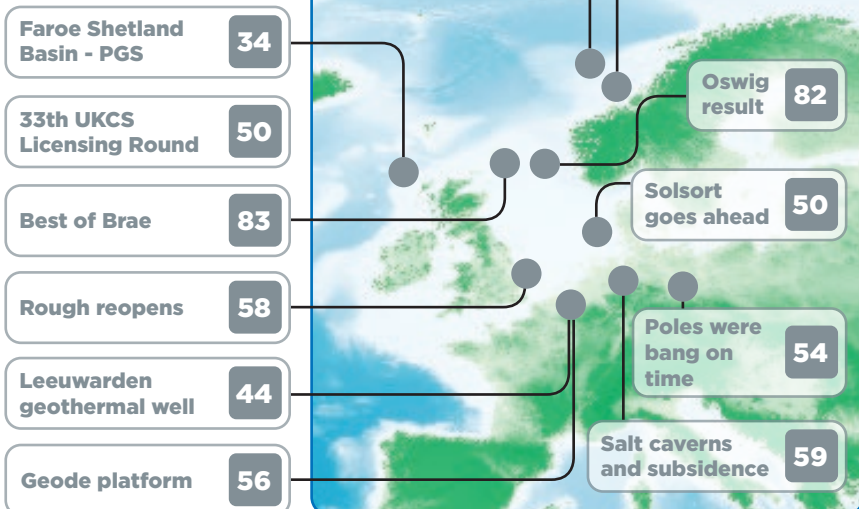 Faroe Shetland
Basin - PGS
34
33th UKCS
Licensing Round
50
Best of Brae
83
Rough reopens
58
Leeuwarden
geothermal well
44
Geode platform
56
Oswig
result
82
Solsort
goes ahead
50
Poles were
bang on
time
54
Salt caverns
and subsidence
59